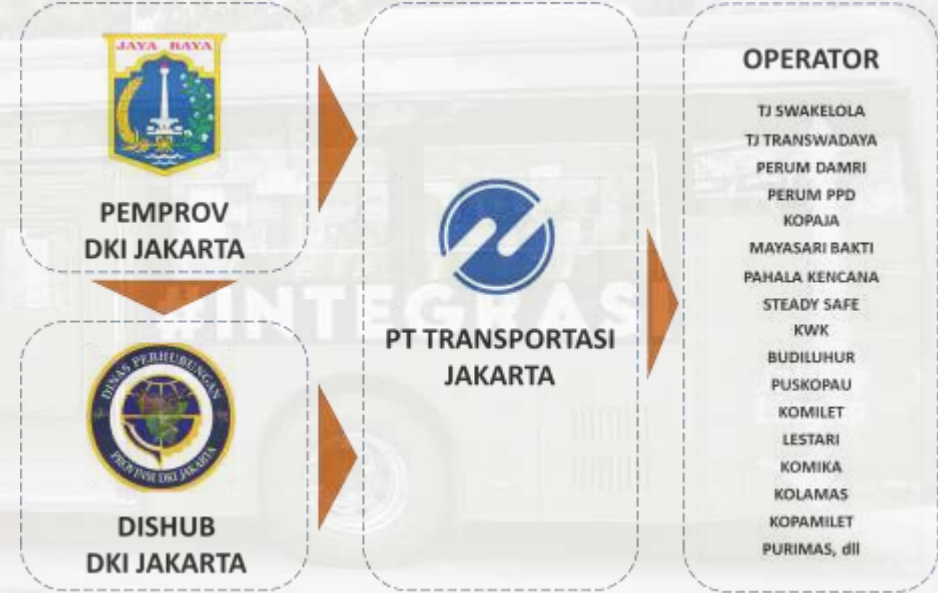 JAYA RAYA
PEMPROV
DKI JAKARTA
DINAS PERHUBUNGAN
PROVINSI DKI JAKARTA
DISHUB
DKI JAKARTA
#INTEGRASI
PT TRANSPORTASI
JAKARTA
OPERATOR
TJ SWAKELOLA
TJ TRANSWADAYA
PERUM DAMRI
PERUM PPD
KOPAJA
MAYASARI BAKTI
PAHALA KENCANA
STEADY SAFE
KWK
BUDILUHUR
PUSKOPAU
KOMILET
LESTARI
KOMIKA
KOLAMAS
KOPAMILET
PURIMAS, dll